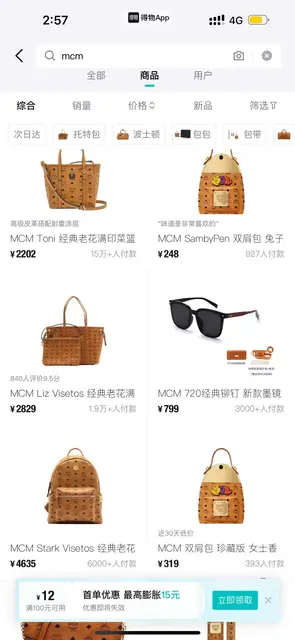 2:57
得物App
4G
mcm
全部
商品
用户
综合
销量
价格
新品
筛选
次日达
托特包
波士顿
包包
包带
高级皮革搭配耐磨涂层
MCM Toni 经典老花满印菜篮
¥2202
15万+人付款
"味道是非常喜欢的"
MCM SambyPen 双肩包 兔子
¥248
927人付款
840人评价9.5分
MCM Liz Visetos 经典老花满
¥2829
1.9万+人付款
MCM 720经典铆钉 新款墨镜
¥799
3000+人付款
MCM Stark Visetos 经典老花
¥4635
6000+人付款
近30天低价
MCM 双肩包 珍藏版 女士香
¥319
393人付款
¥12
满100元可用
首单优惠 最高膨胀15元
优惠即将失效
立即领取